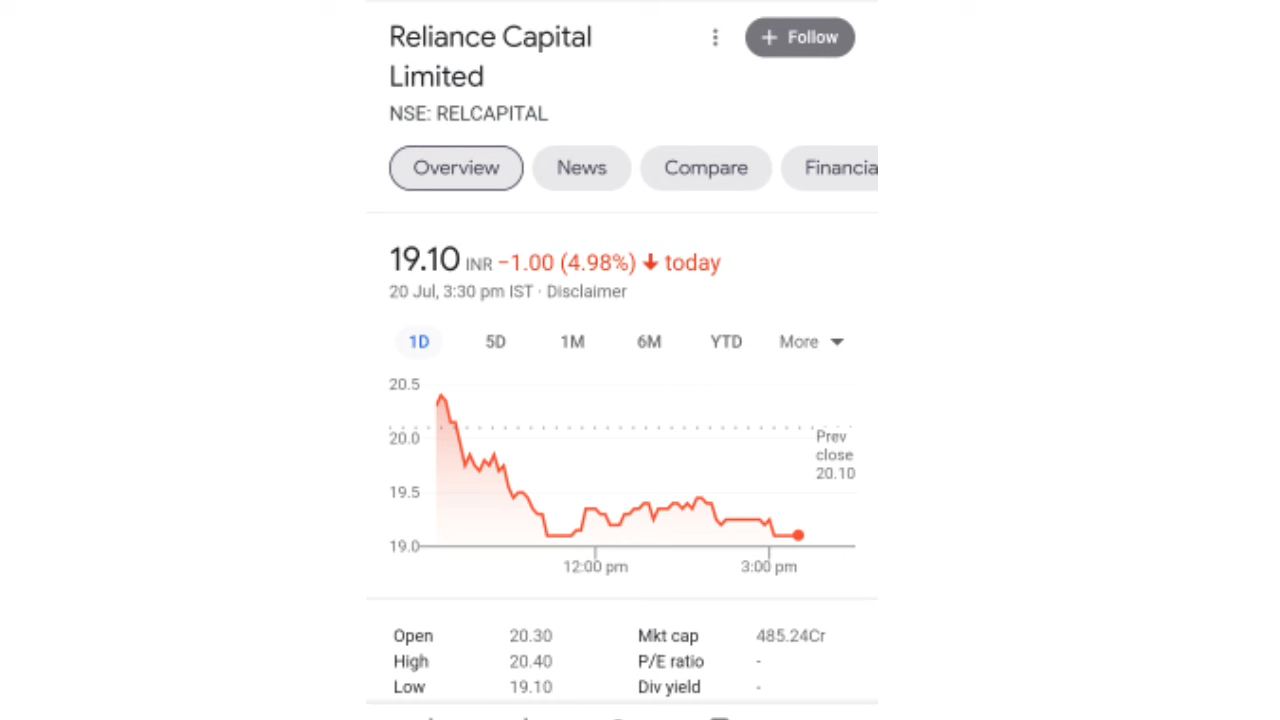 Reliance Capital
Limited
+ Follow
NSE: RELCAPITAL
Overview News Compare Financia
19.10 INR −1.00 (4.98%) ↓ today
20 Jul, 3:30 pm IST · Disclaimer
1D 5D 1M 6M YTD More
20.5
20.0
19.5
19.0
Prev
close
20.10
12:00 pm 3:00 pm
Open 20.30 Mkt cap 485.24Cr
High 20.40 P/E ratio -
Low 19.10 Div yield -